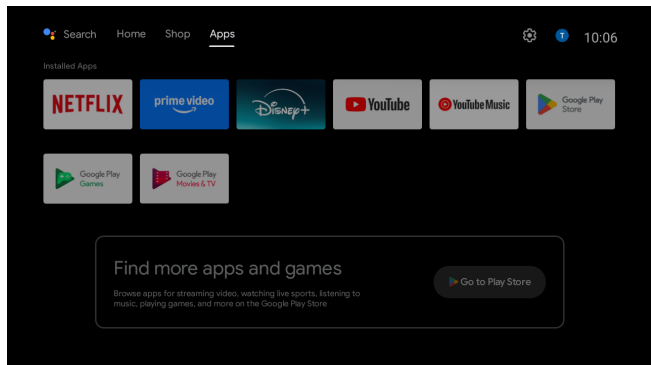 Search Home Shop Apps T 10:06
Installed Apps
NETFLIX prime video Disney+ YouTube YouTube Music Google Play Store
Google Play Games Google Play Movies & TV
Find more apps and games
Browse apps for streaming video, watching live sports, listening to
music, playing games, and more on the Google Play Store
Go to Play Store